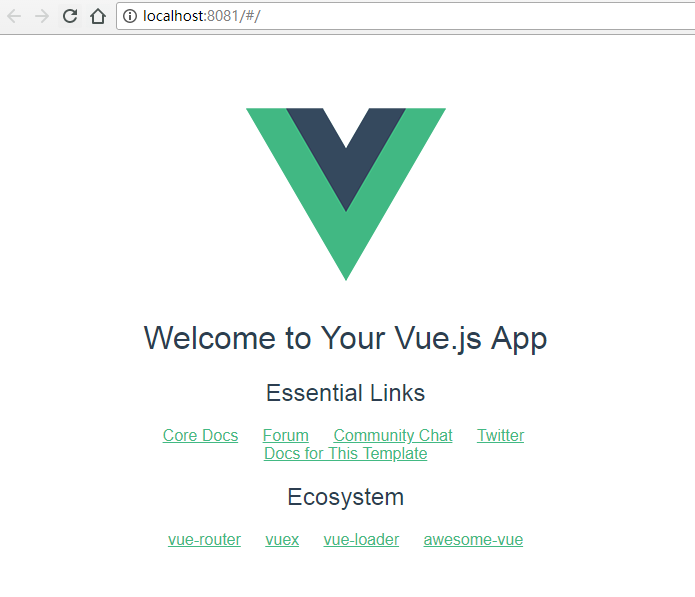 localhost:8081/#/
Welcome to Your Vue.js App
Essential Links
Core Docs Forum Community Chat Twitter
Docs for This Template
Ecosystem
vue-router vuex vue-loader awesome-vue